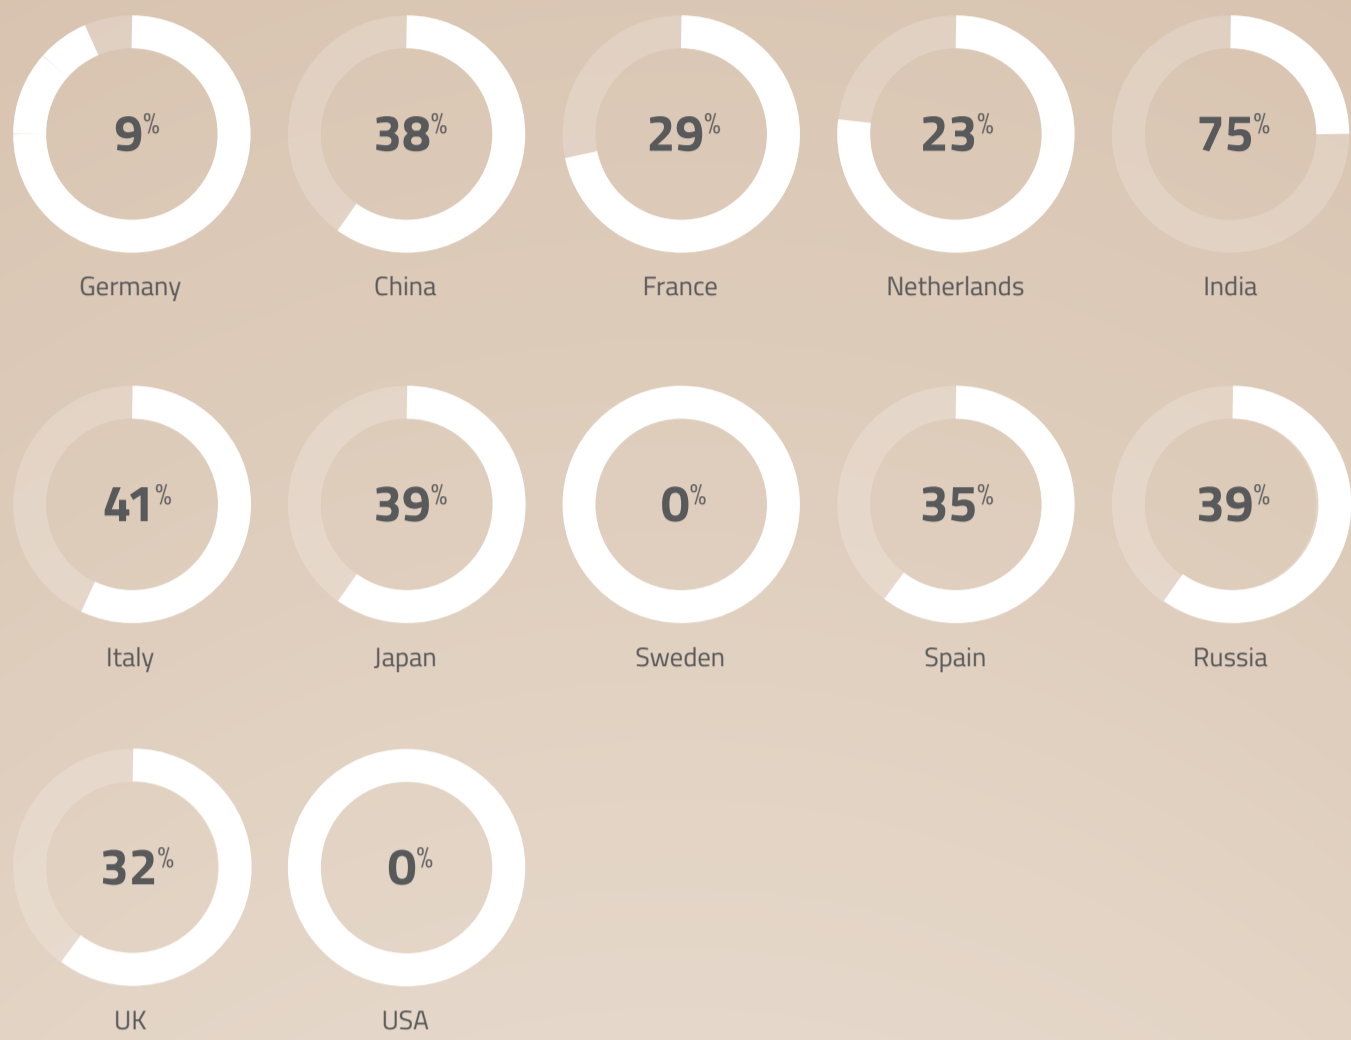 9% 38% 29% 23% 75%
Germany China France Netherlands India
41% 39% 0% 35% 39%
Italy Japan Sweden Spain Russia
32% 0%
UK USA